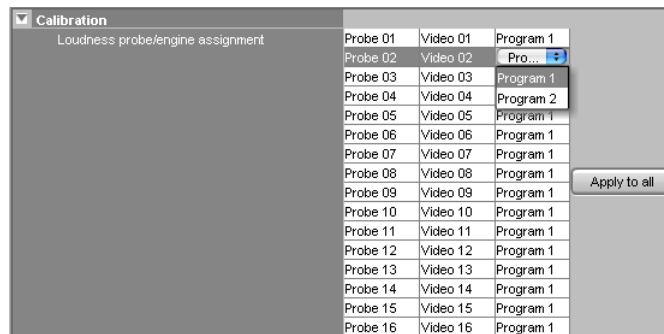 Calibration
Loudness probe/engine assignment
Probe 01 Video 01 Program 1
Probe 02 Video 02 Pro...
Probe 03 Video 03 Program 1
Probe 04 Video 04 Program 2
Probe 05 Video 05 Program 1
Probe 06 Video 06 Program 1
Probe 07 Video 07 Program 1
Probe 08 Video 08 Program 1
Probe 09 Video 09 Program 1
Probe 10 Video 10 Program 1
Probe 11 Video 11 Program 1
Probe 12 Video 12 Program 1
Probe 13 Video 13 Program 1
Probe 14 Video 14 Program 1
Probe 15 Video 15 Program 1
Probe 16 Video 16 Program 1
Apply to all